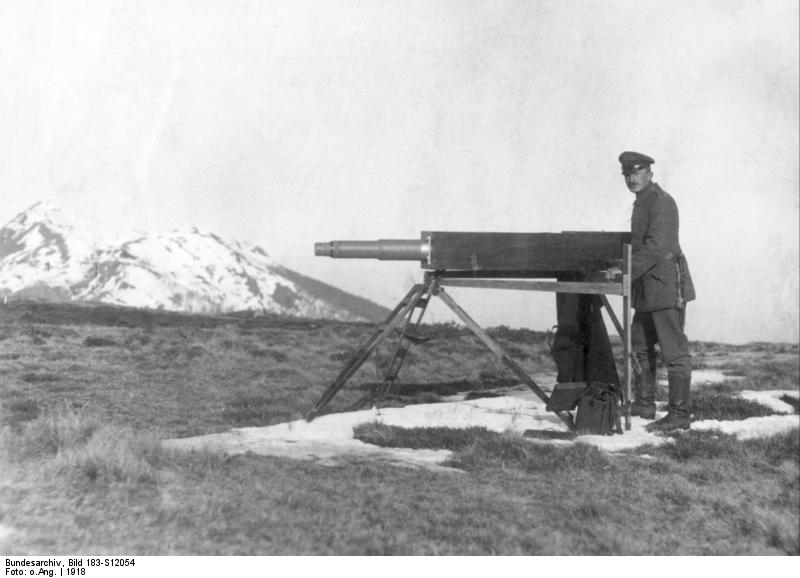 Bundesarchiv, Bild 183-S12054
Foto: o.Ang. | 1918